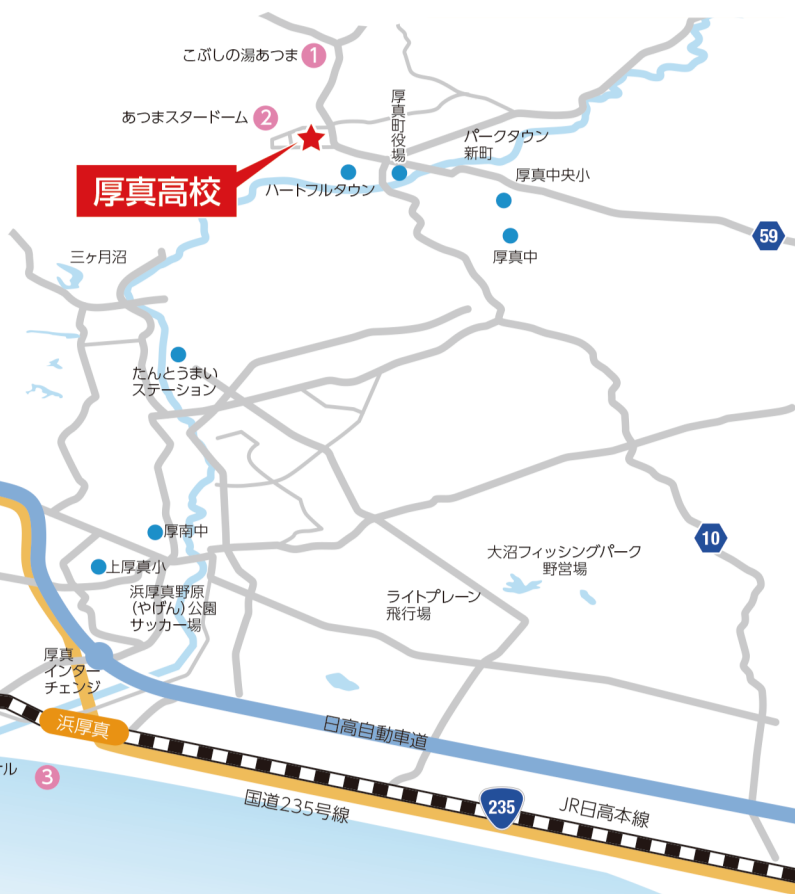 こぶしの湯あつま 1
あつまスタードーム 2
厚真町役場
パークタウン
新町
厚真高校
ハートフルタウン
厚真中央小
59
厚真中
三ヶ月沼
たんとうまい
ステーション
厚南中
上厚真小
10
大沼フィッシングパーク
野営場
浜厚真野原
(やげん)公園
サッカー場
ライトプレーン
飛行場
厚真
インター
チェンジ
浜厚真
日高自動車道
ール 3
国道235号線
235
JR日高本線